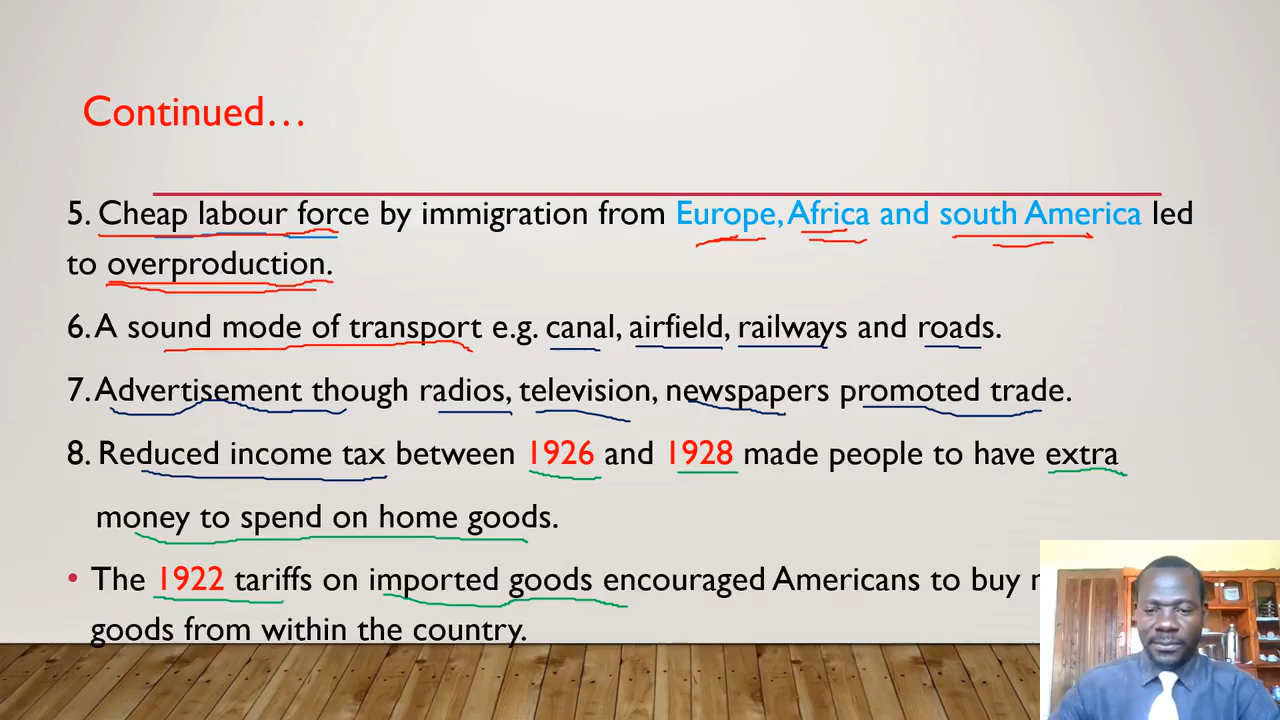 Continued...
5. Cheap labour force by immigration from Europe, Africa and south America led
to overproduction.
6. A sound mode of transport e.g. canal, airfield, railways and roads.
7. Advertisement though radios, television, newspapers promoted trade.
8. Reduced income tax between 1926 and 1928 made people to have extra
money to spend on home goods.
• The 1922 tariffs on imported goods encouraged Americans to buy
goods from within the country.